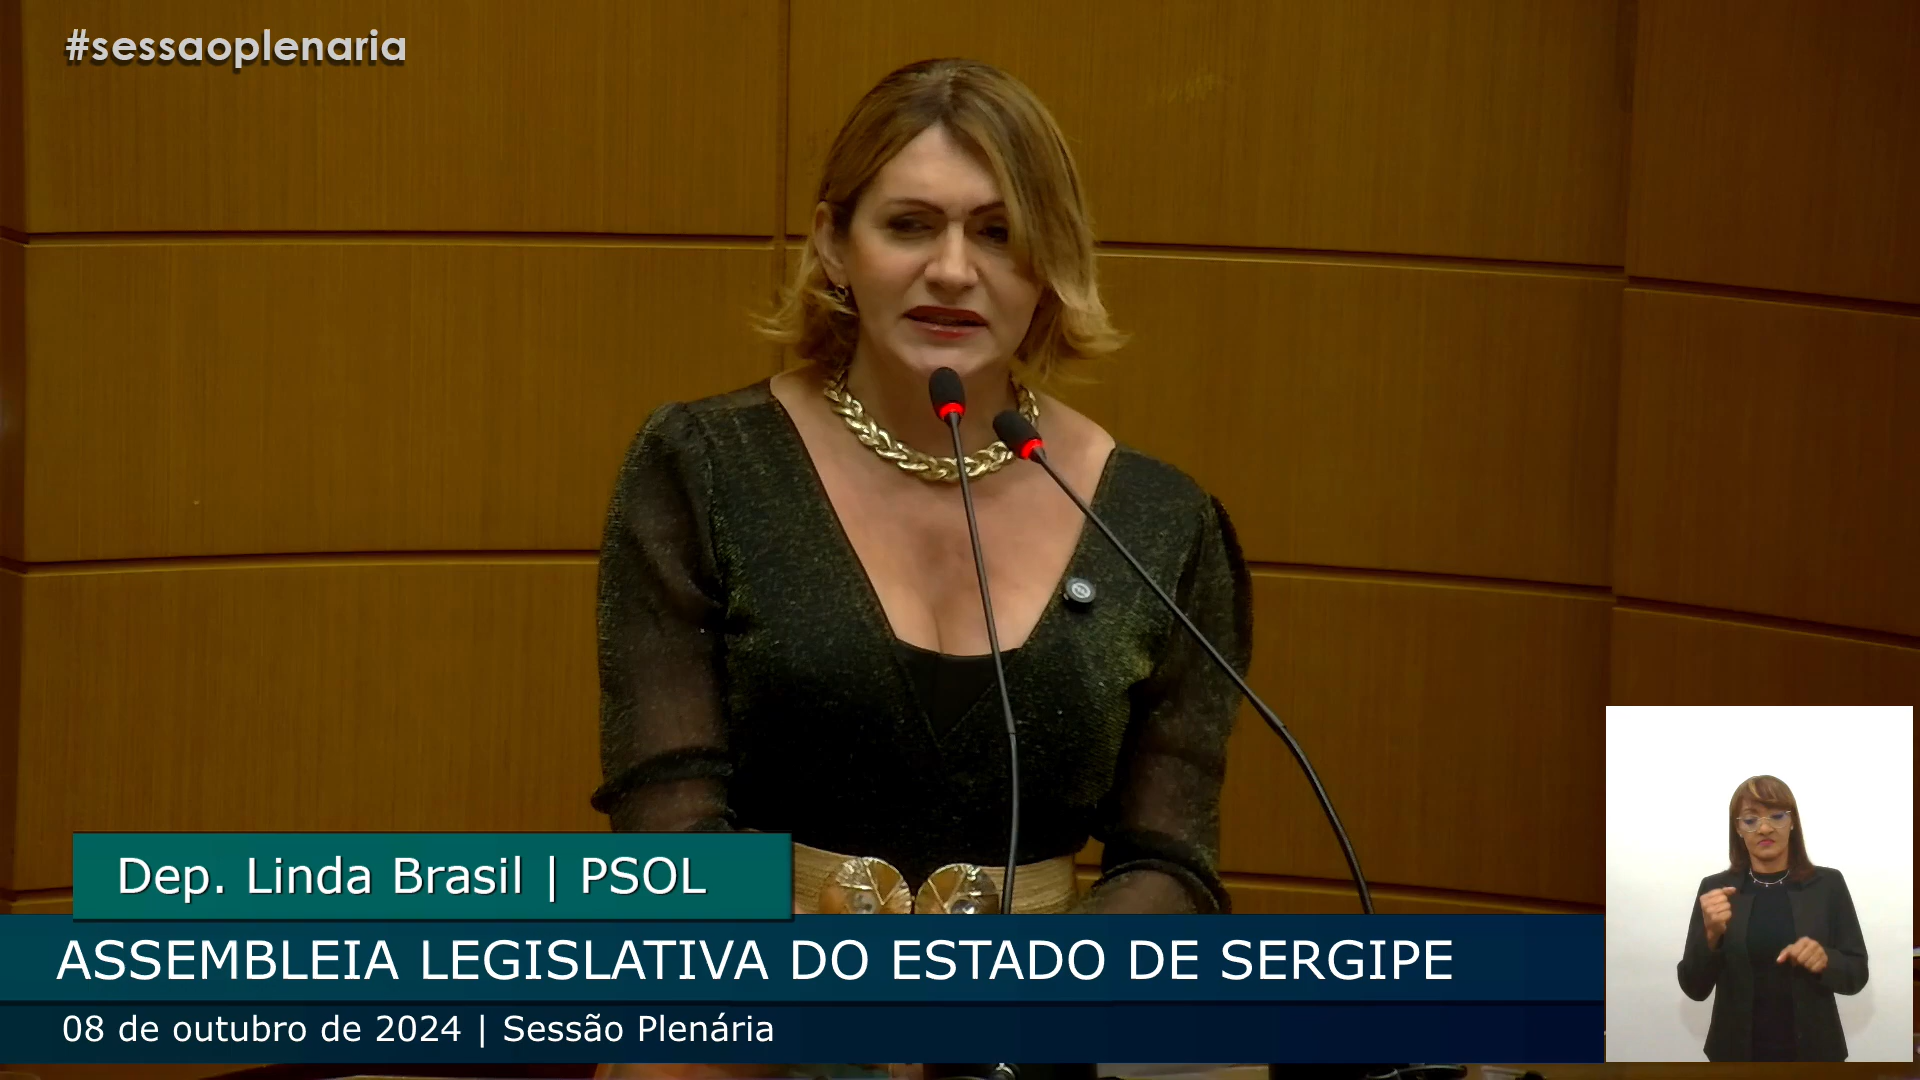 #sessaoplenaria
Dep. Linda Brasil | PSOL
ASSEMBLEIA LEGISLATIVA DO ESTADO DE SERGIPE
08 de outubro de 2024 | Sessão Plenária